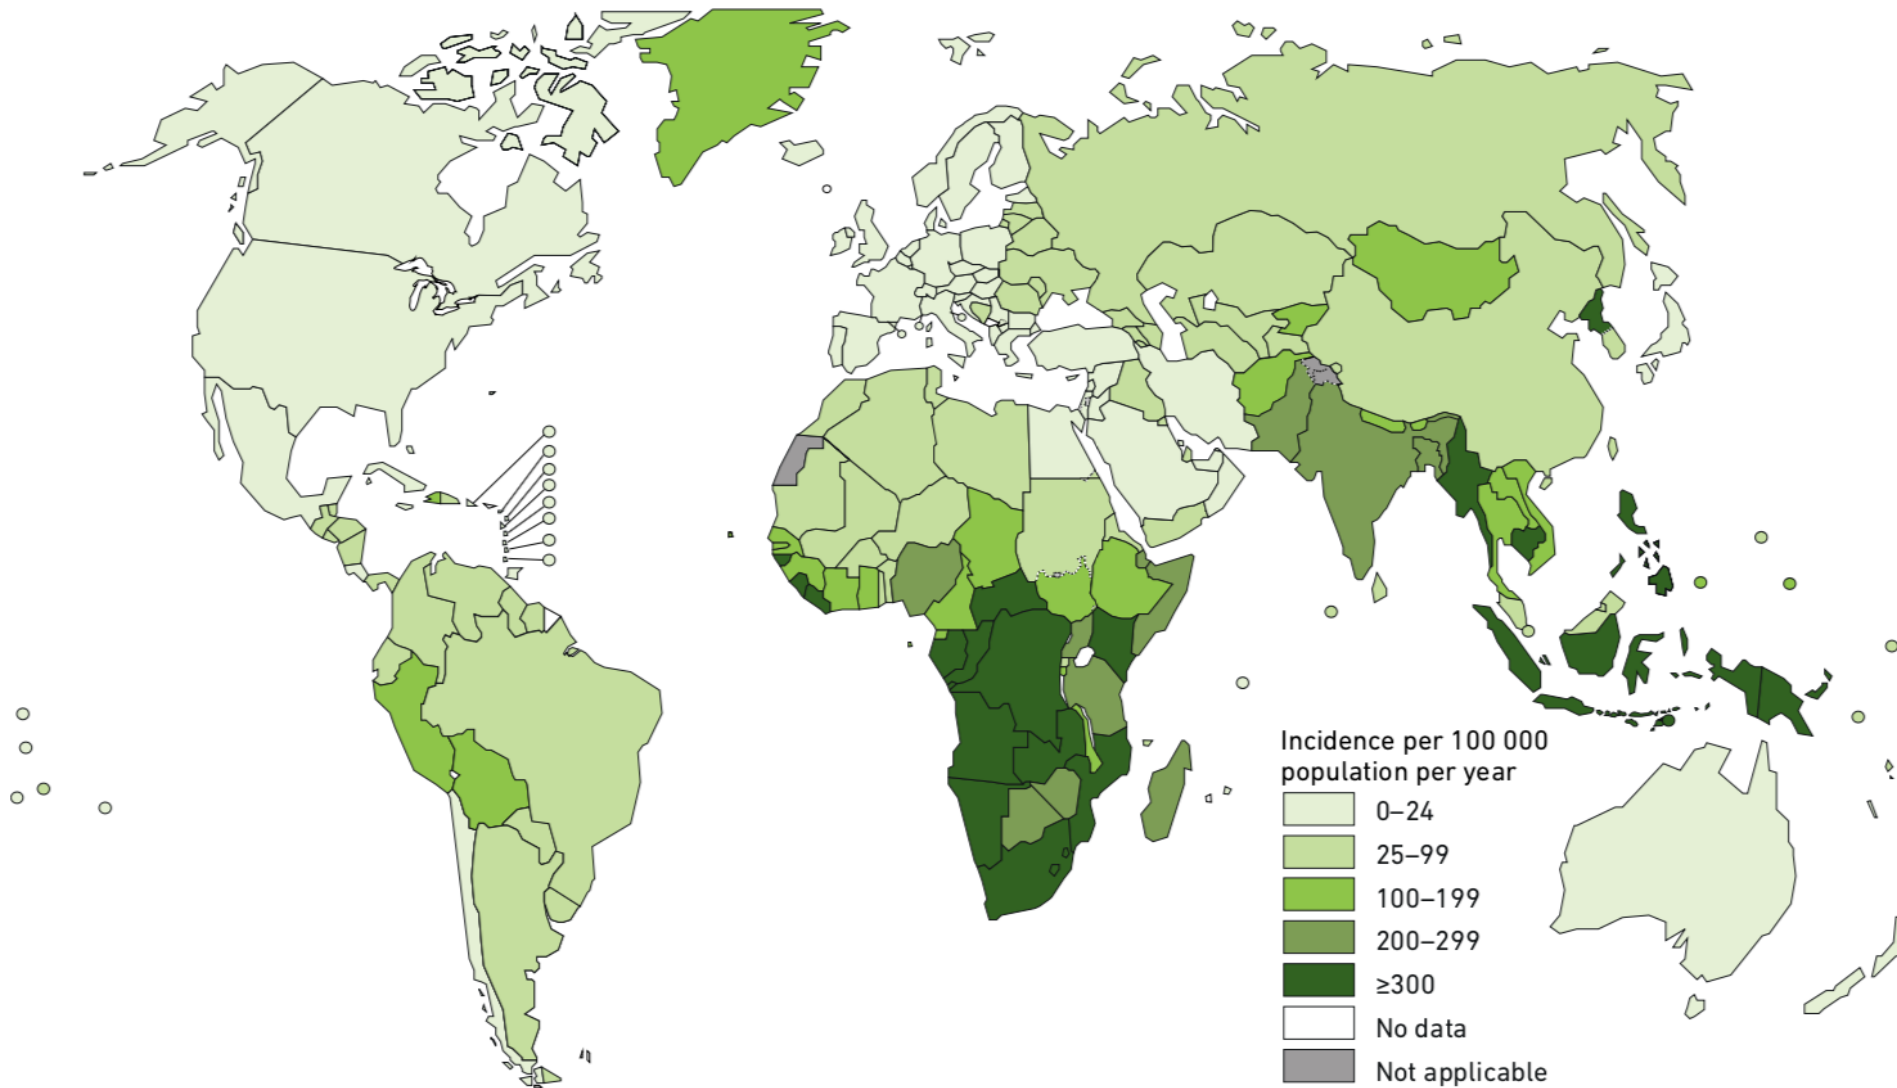 Incidence per 100 000
population per year
0–24
25–99
100–199
200–299
≥300
No data
Not applicable